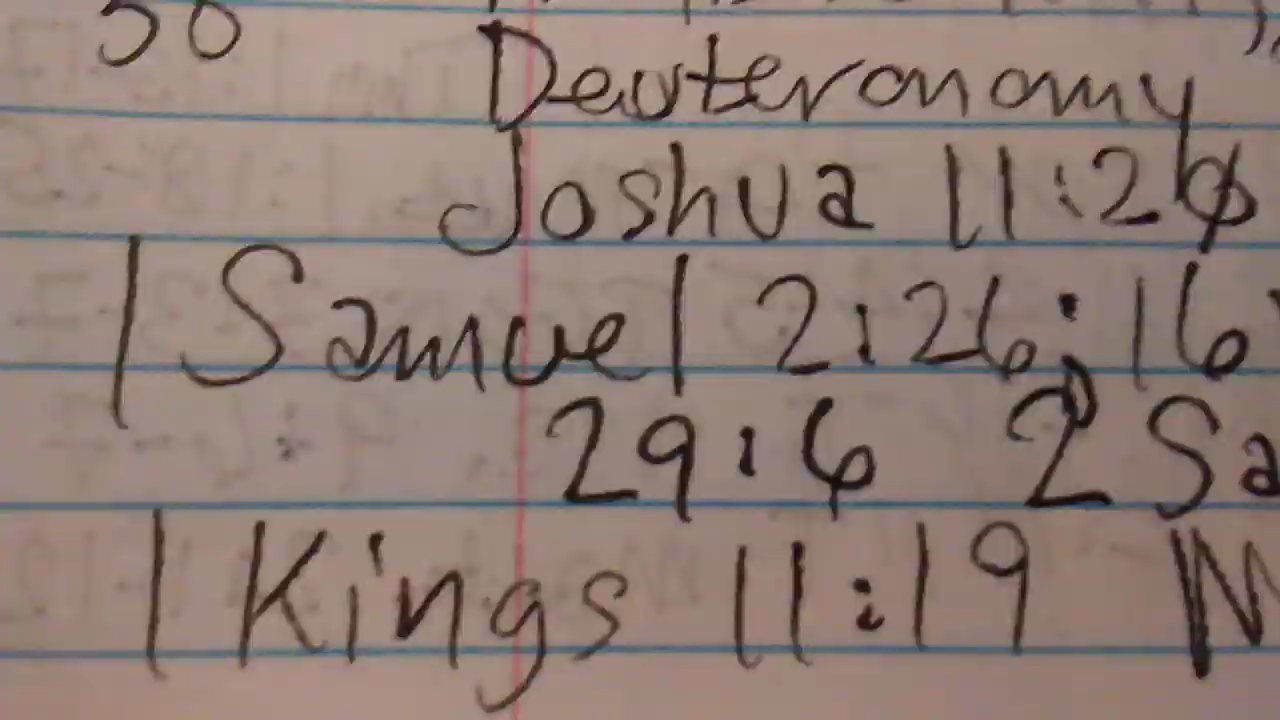 50
Deuteronomy
Joshua 11:20
1 Samuel 2:26; 16
29:6 2 Sa
1 Kings 11:19 N